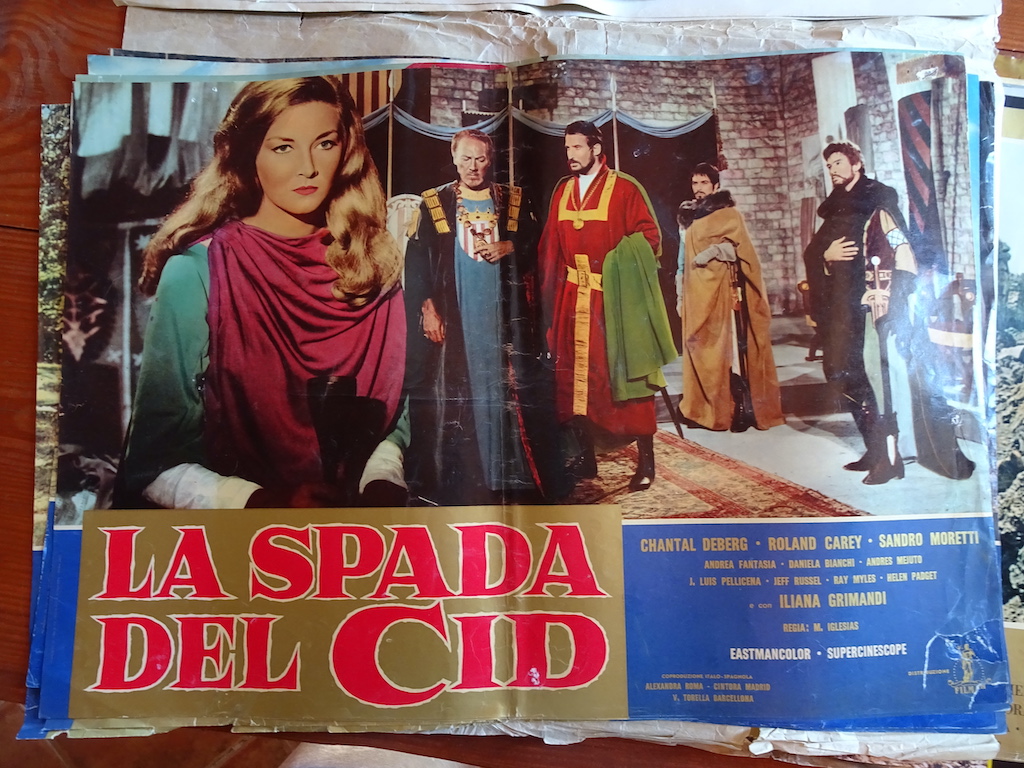 LA SPADA
DEL CID
CHANTAL DEBERG • ROLAND CAREY • SANDRO MORETTI
ANDREA FANTASIA • DANIELA BIANCHI • ANDRES MEJUTO
J. LUIS PELLICENA • JEFF RUSSEL • RAY MYLES • HELEN PADGET
e con ILIANA GRIMANDI
REGIA: M. IGLESIAS
EASTMANCOLOR • SUPERCINESCOPE
COPRODUZIONE ITALO-SPAGNOLA
ALEXANDRA ROMA - CINTORA MADRID
V. TORELLA BARCELLONA
DISTRIBUZIONE
FILM